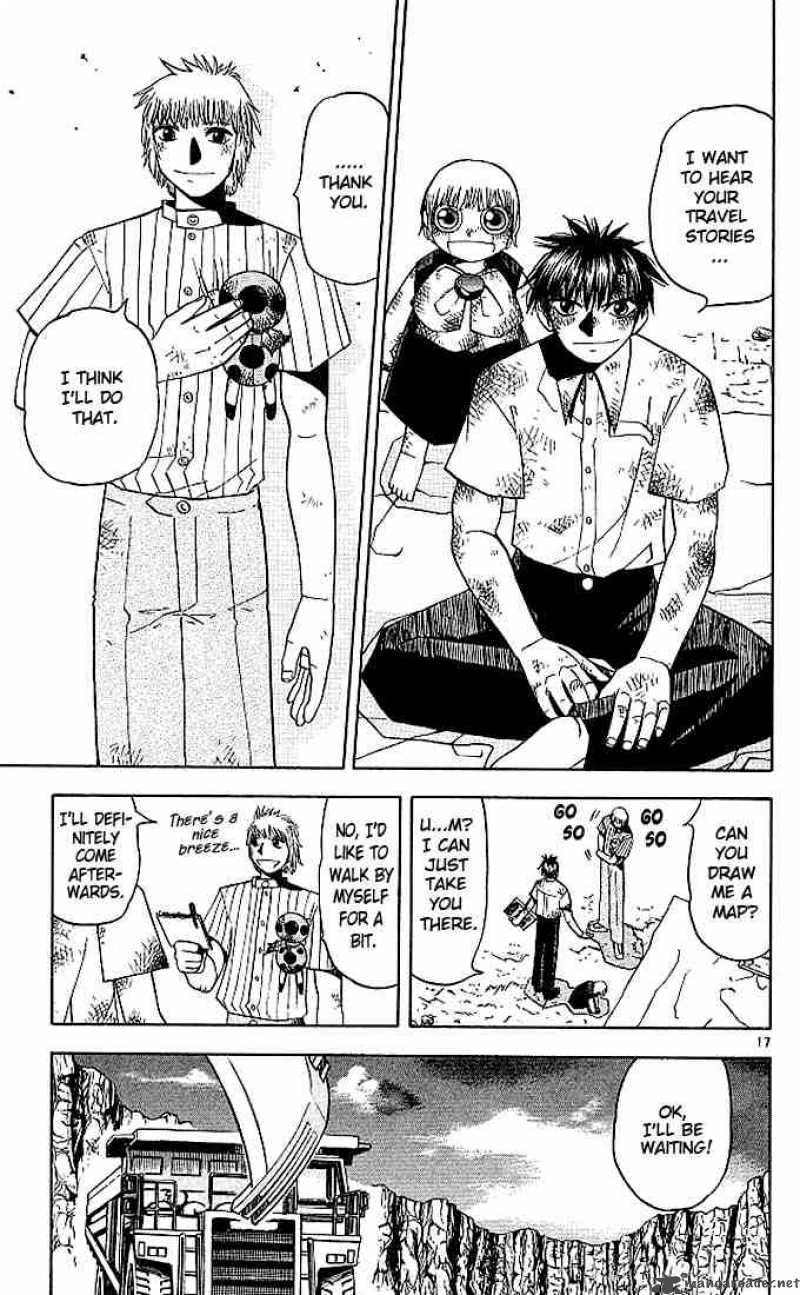 I WANT
TO HEAR
YOUR
TRAVEL
STORIES
...
.....
THANK
YOU.
I THINK
I'LL DO
THAT.
CAN
YOU
DRAW
ME A
MAP?
GO
SO
GO
SO
U...M?
I CAN
JUST
TAKE
YOU
THERE.
NO, I'D
LIKE TO
WALK BY
MYSELF
FOR A
BIT.
There's a
nice
breeze...
I'LL DEFI-
NITELY
COME
AFTER-
WARDS.
17
OK,
I'LL BE
WAITING!
mangareader.net